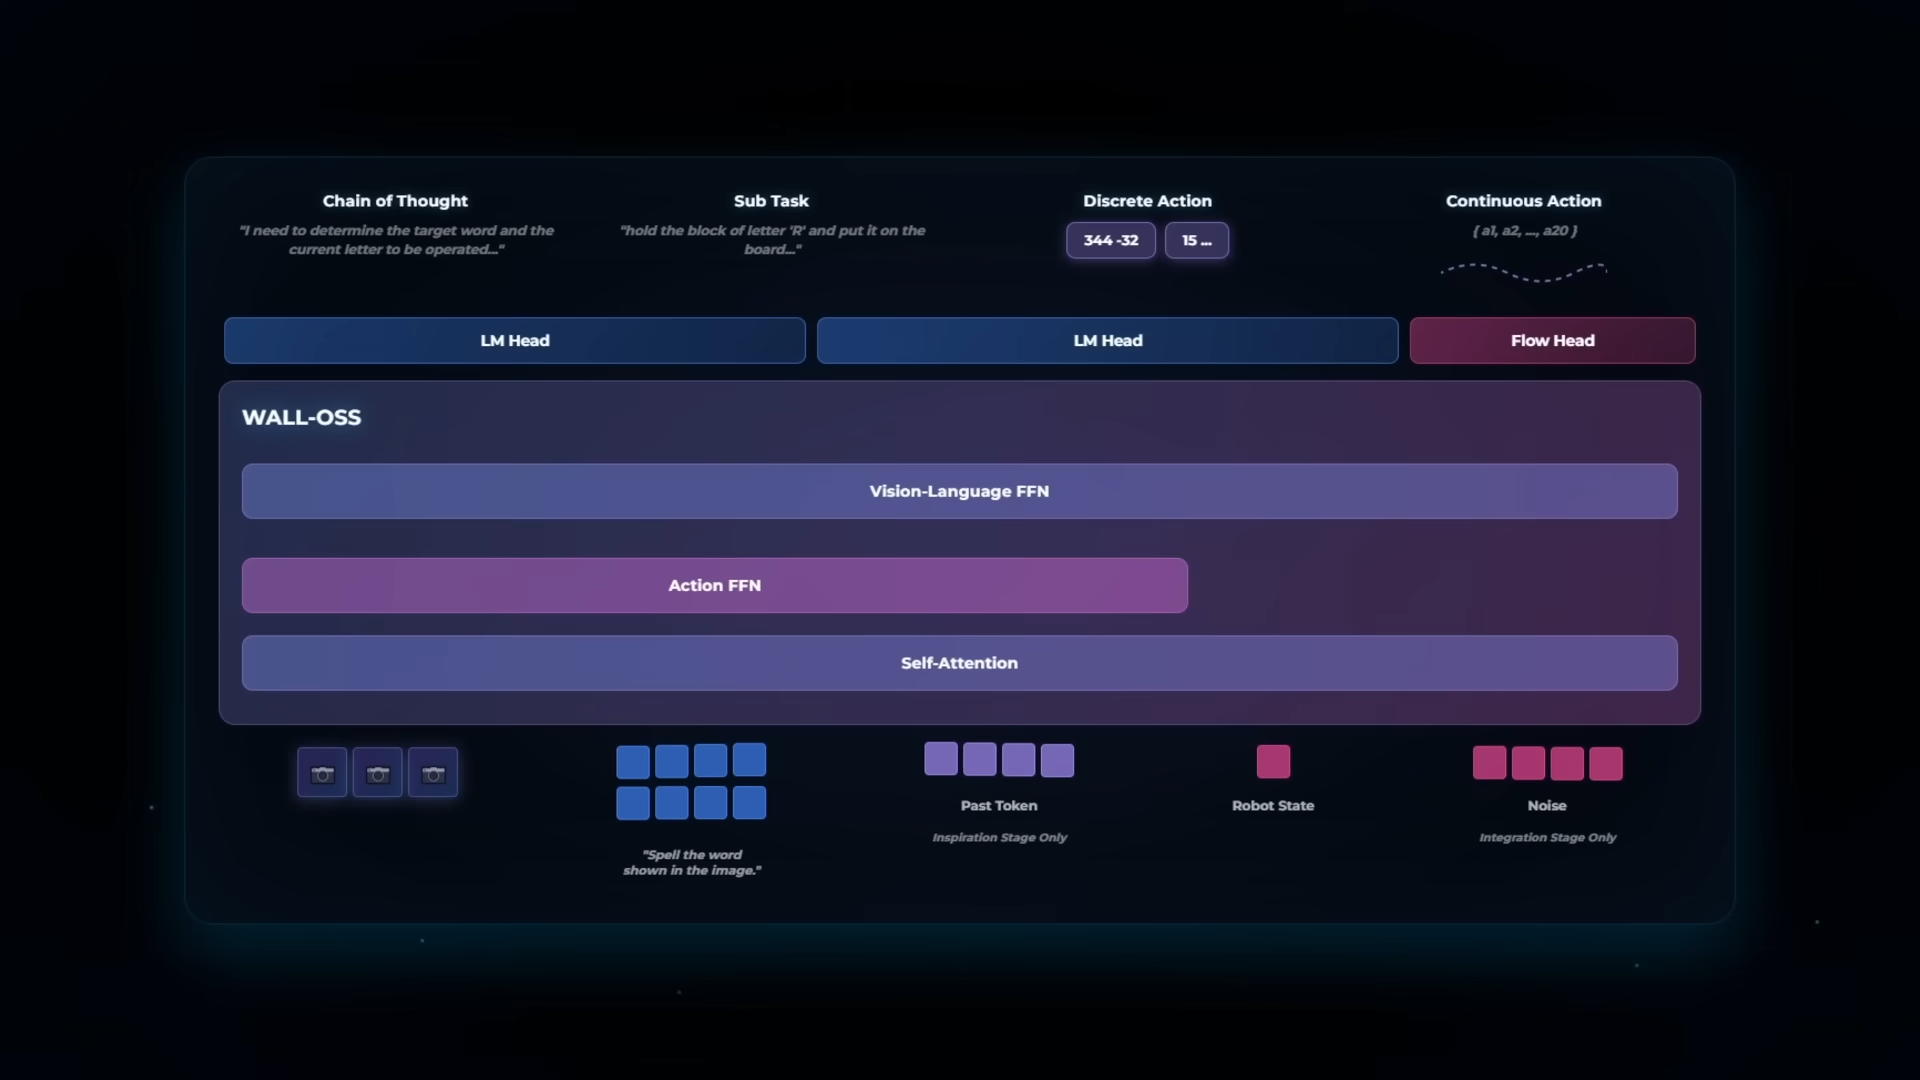 Chain of Thought
"I need to determine the target word and the
current letter to be operated..."
Sub Task
"hold the block of letter 'R' and put it on the
board..."
Discrete Action
344 -32
15 ...
Continuous Action
{ a1, a2, ..., a20 }
LM Head
LM Head
Flow Head
WALL-OSS
Vision-Language FFN
Action FFN
Self-Attention
"Spell the word
shown in the image."
Past Token
Inspiration Stage Only
Robot State
Noise
Integration Stage Only